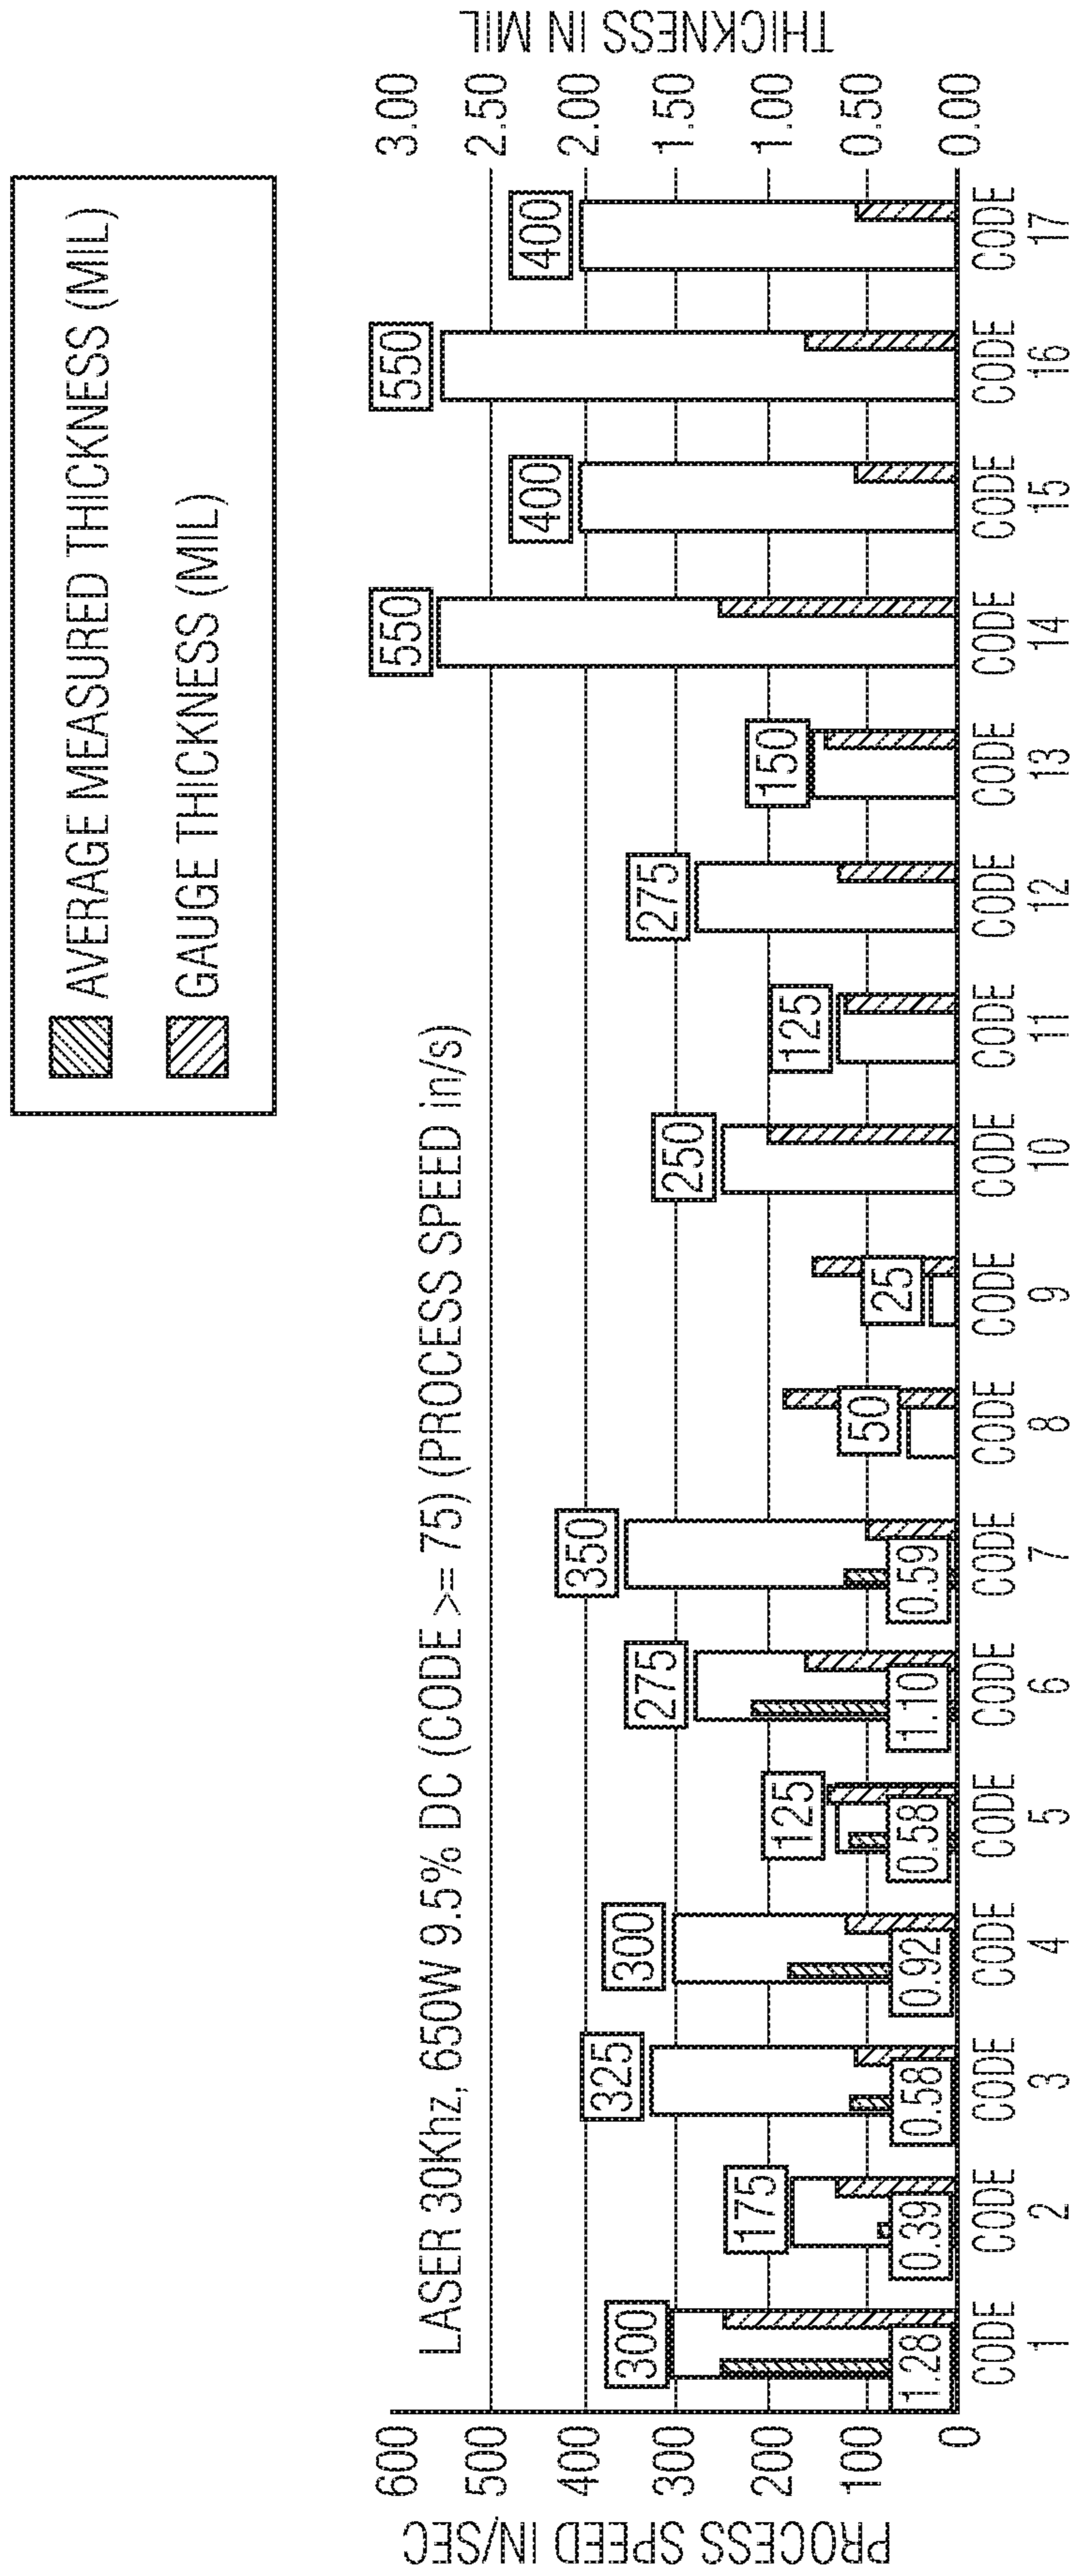 AVERAGE MEASURED THICKNESS (MIL)
GAUGE THICKNESS (MIL)
LASER 30Khz, 650W 9.5% DC (CODE >= 75) (PROCESS SPEED in/s)
PROCESS SPEED IN/SEC
600
500
400
300
200
100
0
300
175
325
300
125
275
350
50
25
250
125
275
150
550
400
550
400
1.28
0.39
0.58
0.92
0.58
1.10
0.59
CODE 1
CODE 2
CODE 3
CODE 4
CODE 5
CODE 6
CODE 7
CODE 8
CODE 9
CODE 10
CODE 11
CODE 12
CODE 13
CODE 14
CODE 15
CODE 16
CODE 17
3.00
2.50
2.00
1.50
1.00
0.50
0.00
THICKNESS IN MIL